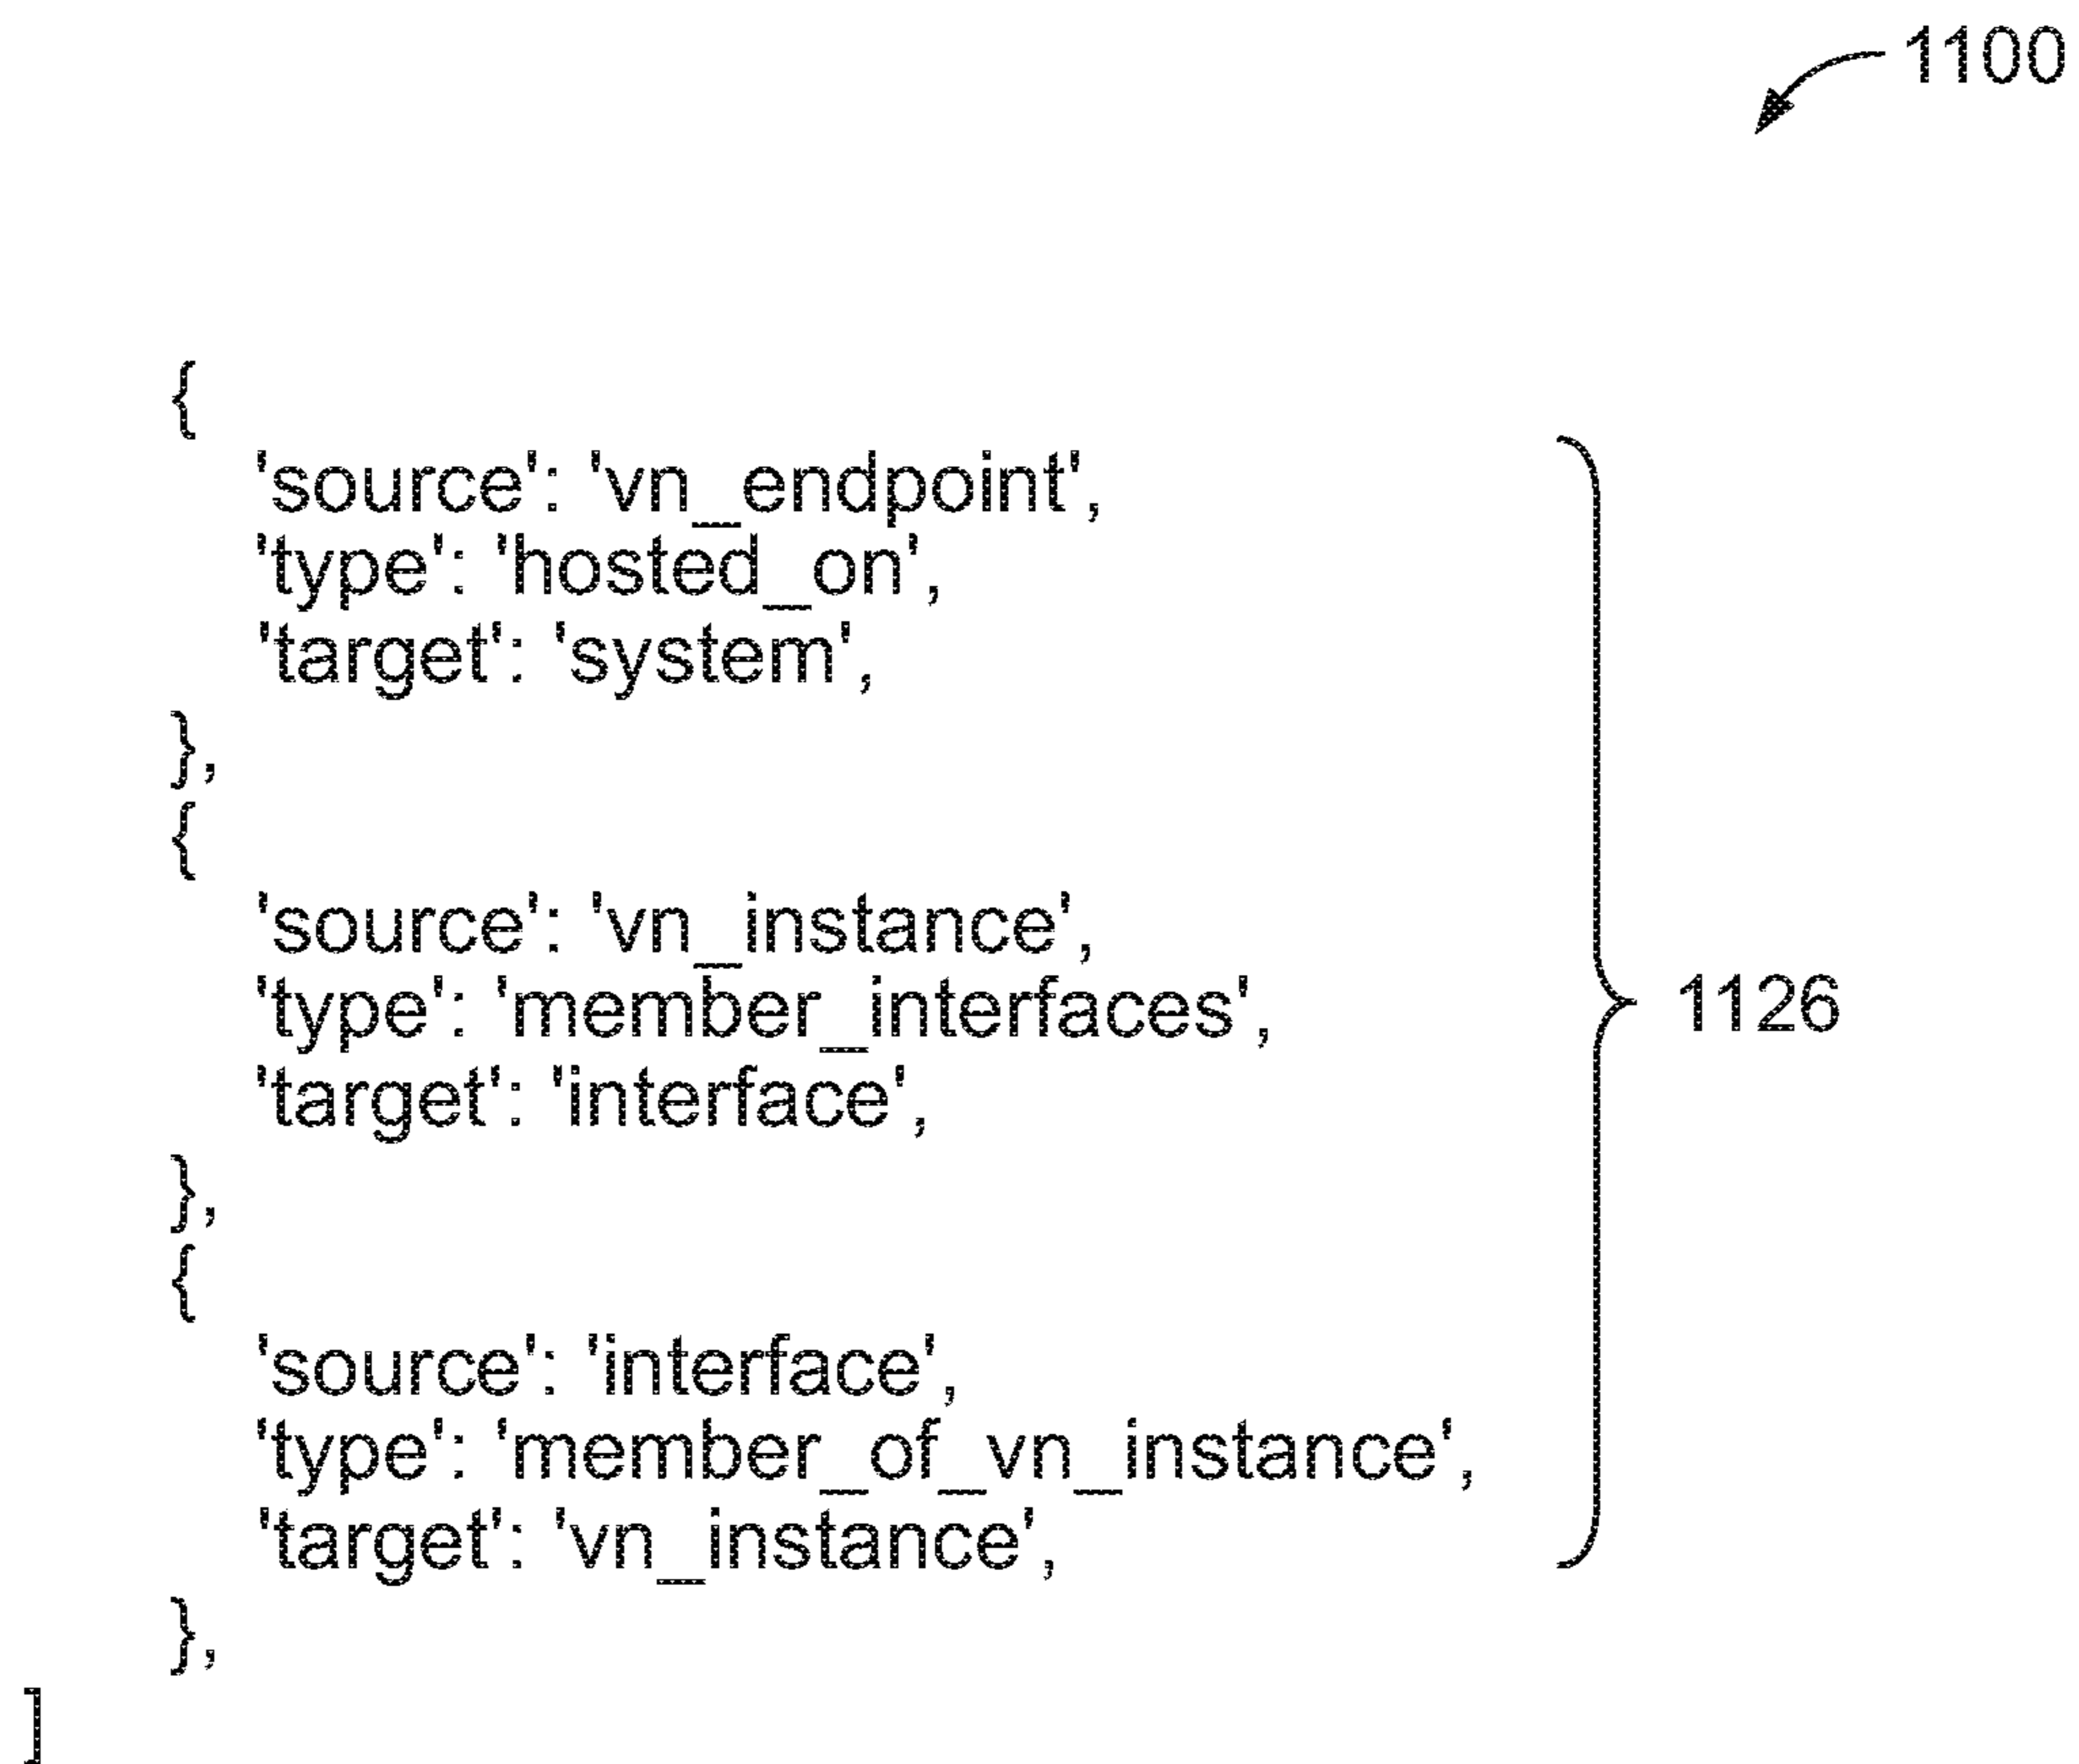 1100
{
'source': 'vn_endpoint',
'type': 'hosted_on',
'target': 'system',
},
{
'source': 'vn_instance',
'type': 'member_interfaces',
'target': 'interface',
},
{
'source': 'interface',
'type': 'member_of_vn_instance',
'target': 'vn_instance',
},
]
1126